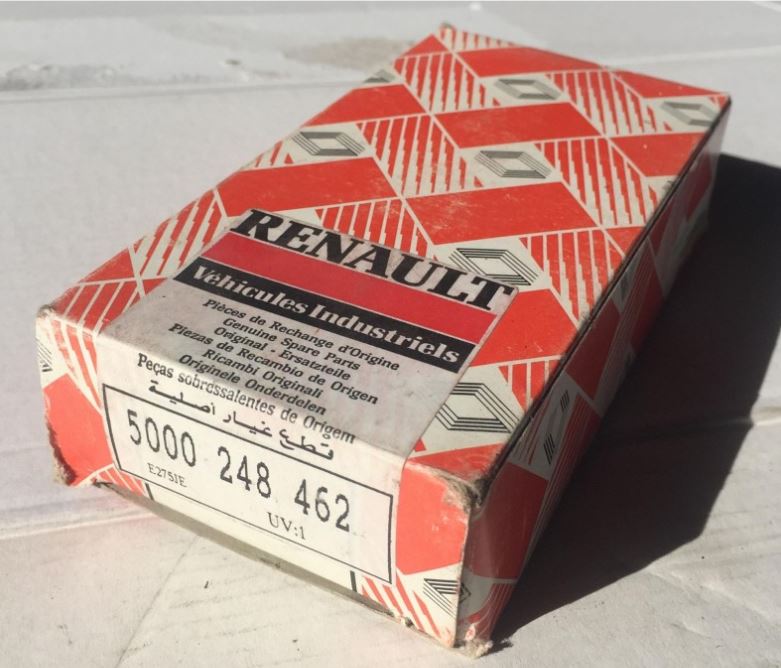 RENAULT
Véhicules Industriels
Pièces de Rechange d'Origine
Genuine Spare Parts
Original - Ersatzteile
Piezas de Recambio de Origen
Ricambi Originali
Originele Onderdelen
Peças sobressalentes de Origem
قطع غيار أصلية
5000 248 462
E275IE
UV:1